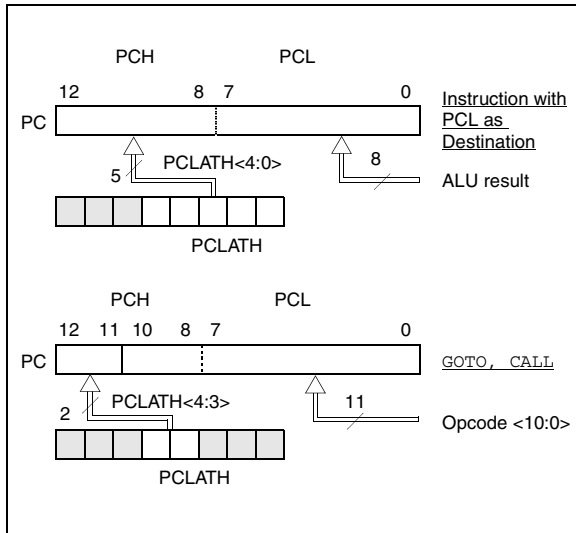 PCH PCL
12 8 7 0
PC
Instruction with
PCL as
Destination
5 PCLATH<4:0> 8
ALU result
PCLATH
PCH PCL
12 11 10 8 7 0
PC
GOTO, CALL
2 PCLATH<4:3> 11
Opcode <10:0>
PCLATH